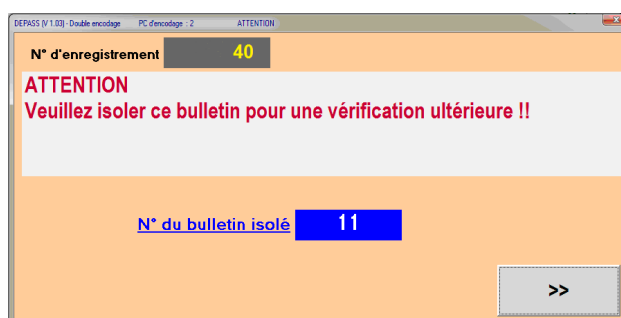 DEPASS (V 1.03) - Double encodage PC d'encodage : 2 ATTENTION
N° d'enregistrement 40
ATTENTION
Veuillez isoler ce bulletin pour une vérification ultérieure !!
N° du bulletin isolé 11
>>